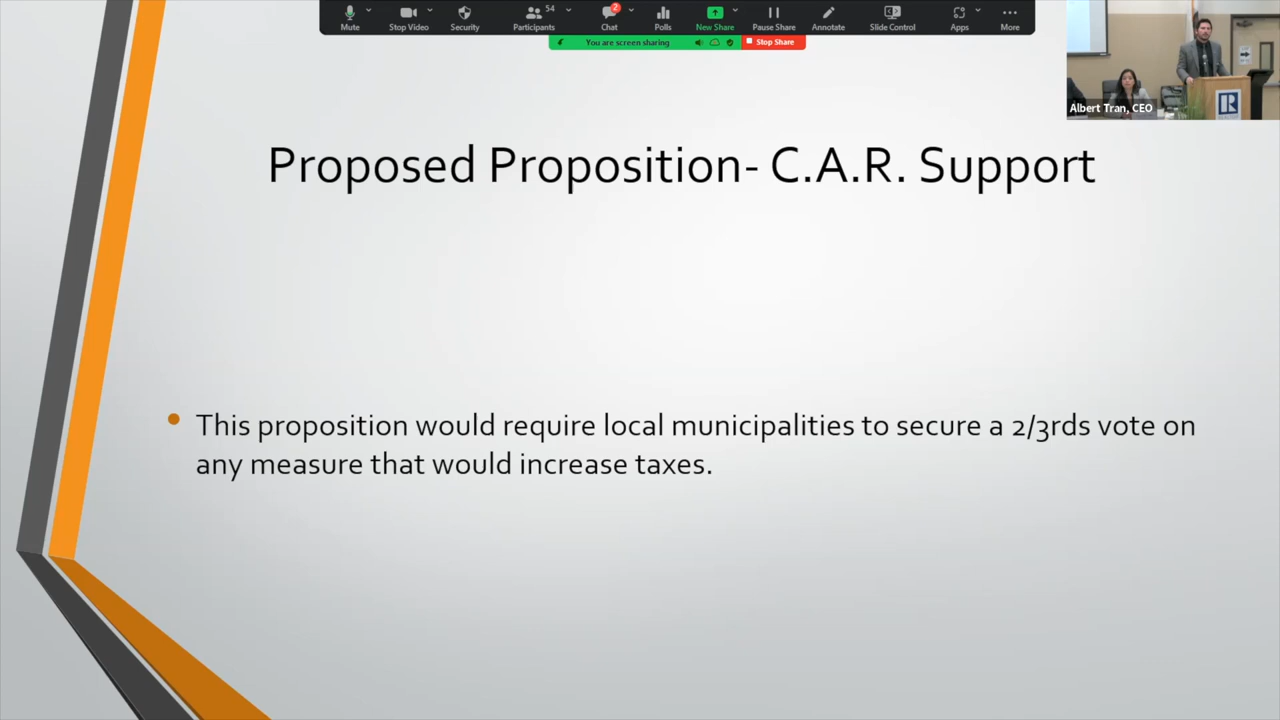 Mute
Stop Video
Security
54
Participants
2
Chat
Polls
New Share
Pause Share
Annotate
Slide Control
Apps
More
You are screen sharing
Stop Share
Albert Tran, CEO
R
Proposed Proposition- C.A.R. Support
• This proposition would require local municipalities to secure a 2/3rds vote on
any measure that would increase taxes.